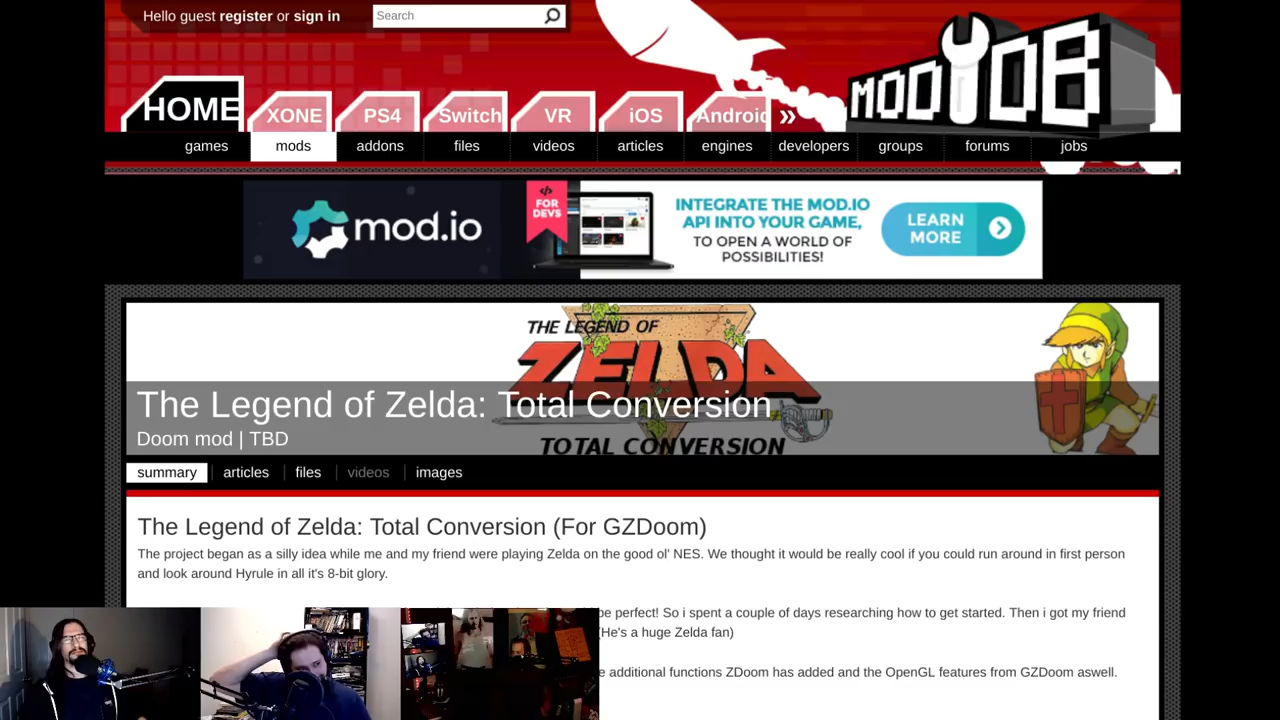 Hello guest register or sign in
Search
MODDB
HOME
XONE
PS4
Switch
VR
iOS
Android
»
games
mods
addons
files
videos
articles
engines
developers
groups
forums
jobs
mod.io
</>
FOR
DEVS
INTEGRATE THE MOD.IO
API INTO YOUR GAME,
TO OPEN A WORLD OF
POSSIBILITIES!
LEARN
MORE
THE LEGEND OF
ZELDA
TOTAL CONVERSION
The Legend of Zelda: Total Conversion
Doom mod | TBD
summary
articles
files
videos
images
The Legend of Zelda: Total Conversion (For GZDoom)
The project began as a silly idea while me and my friend were playing Zelda on the good ol' NES. We thought it would be really cool if you could run around in first person
and look around Hyrule in all it's 8-bit glory.
be perfect! So i spent a couple of days researching how to get started. Then i got my friend
(He's a huge Zelda fan)
additional functions ZDoom has added and the OpenGL features from GZDoom aswell.